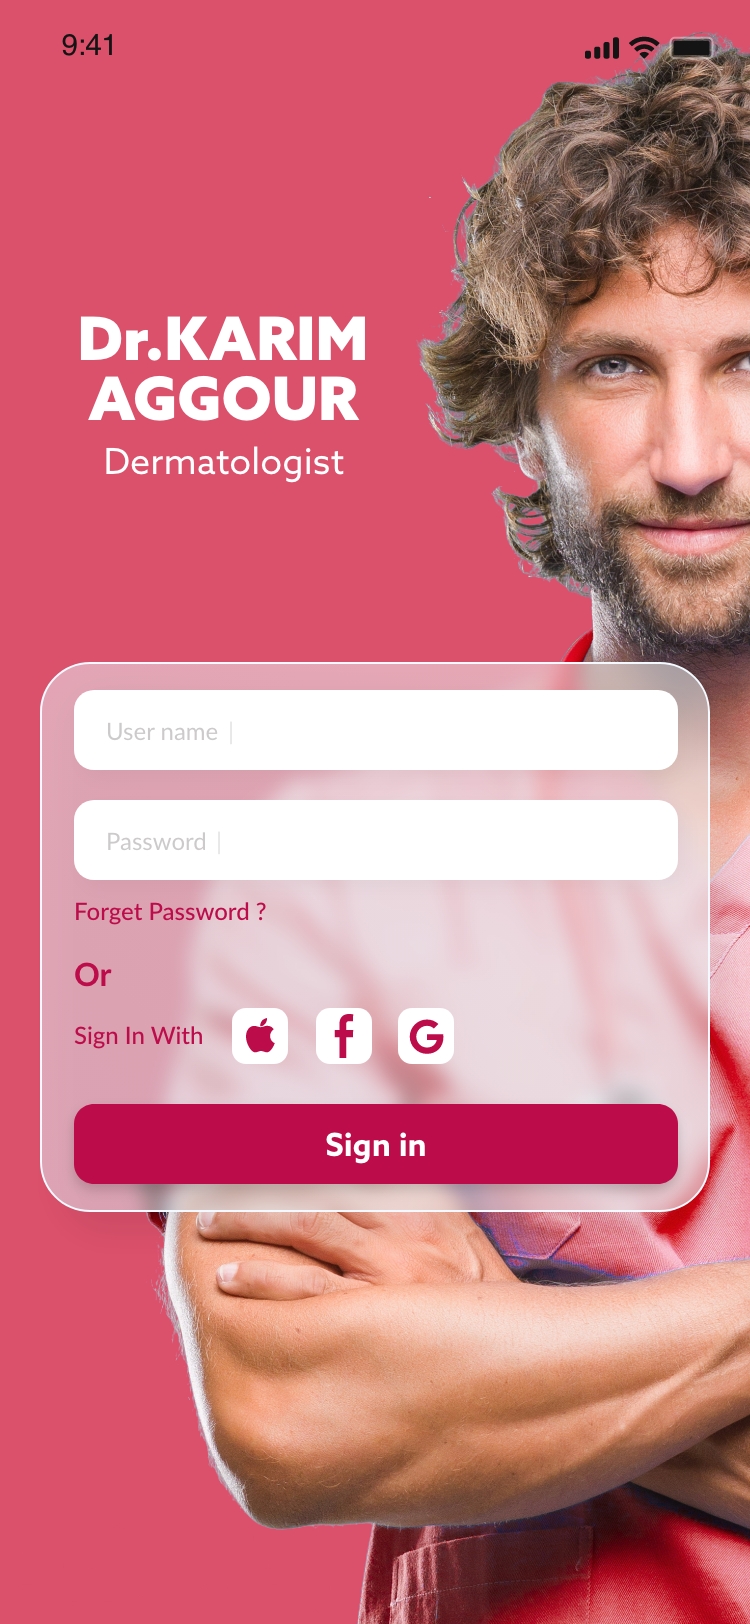 9:41
Dr.KARIM
AGGOUR
Dermatologist
User name
Password
Forget Password ?
Or
Sign In With
Sign in